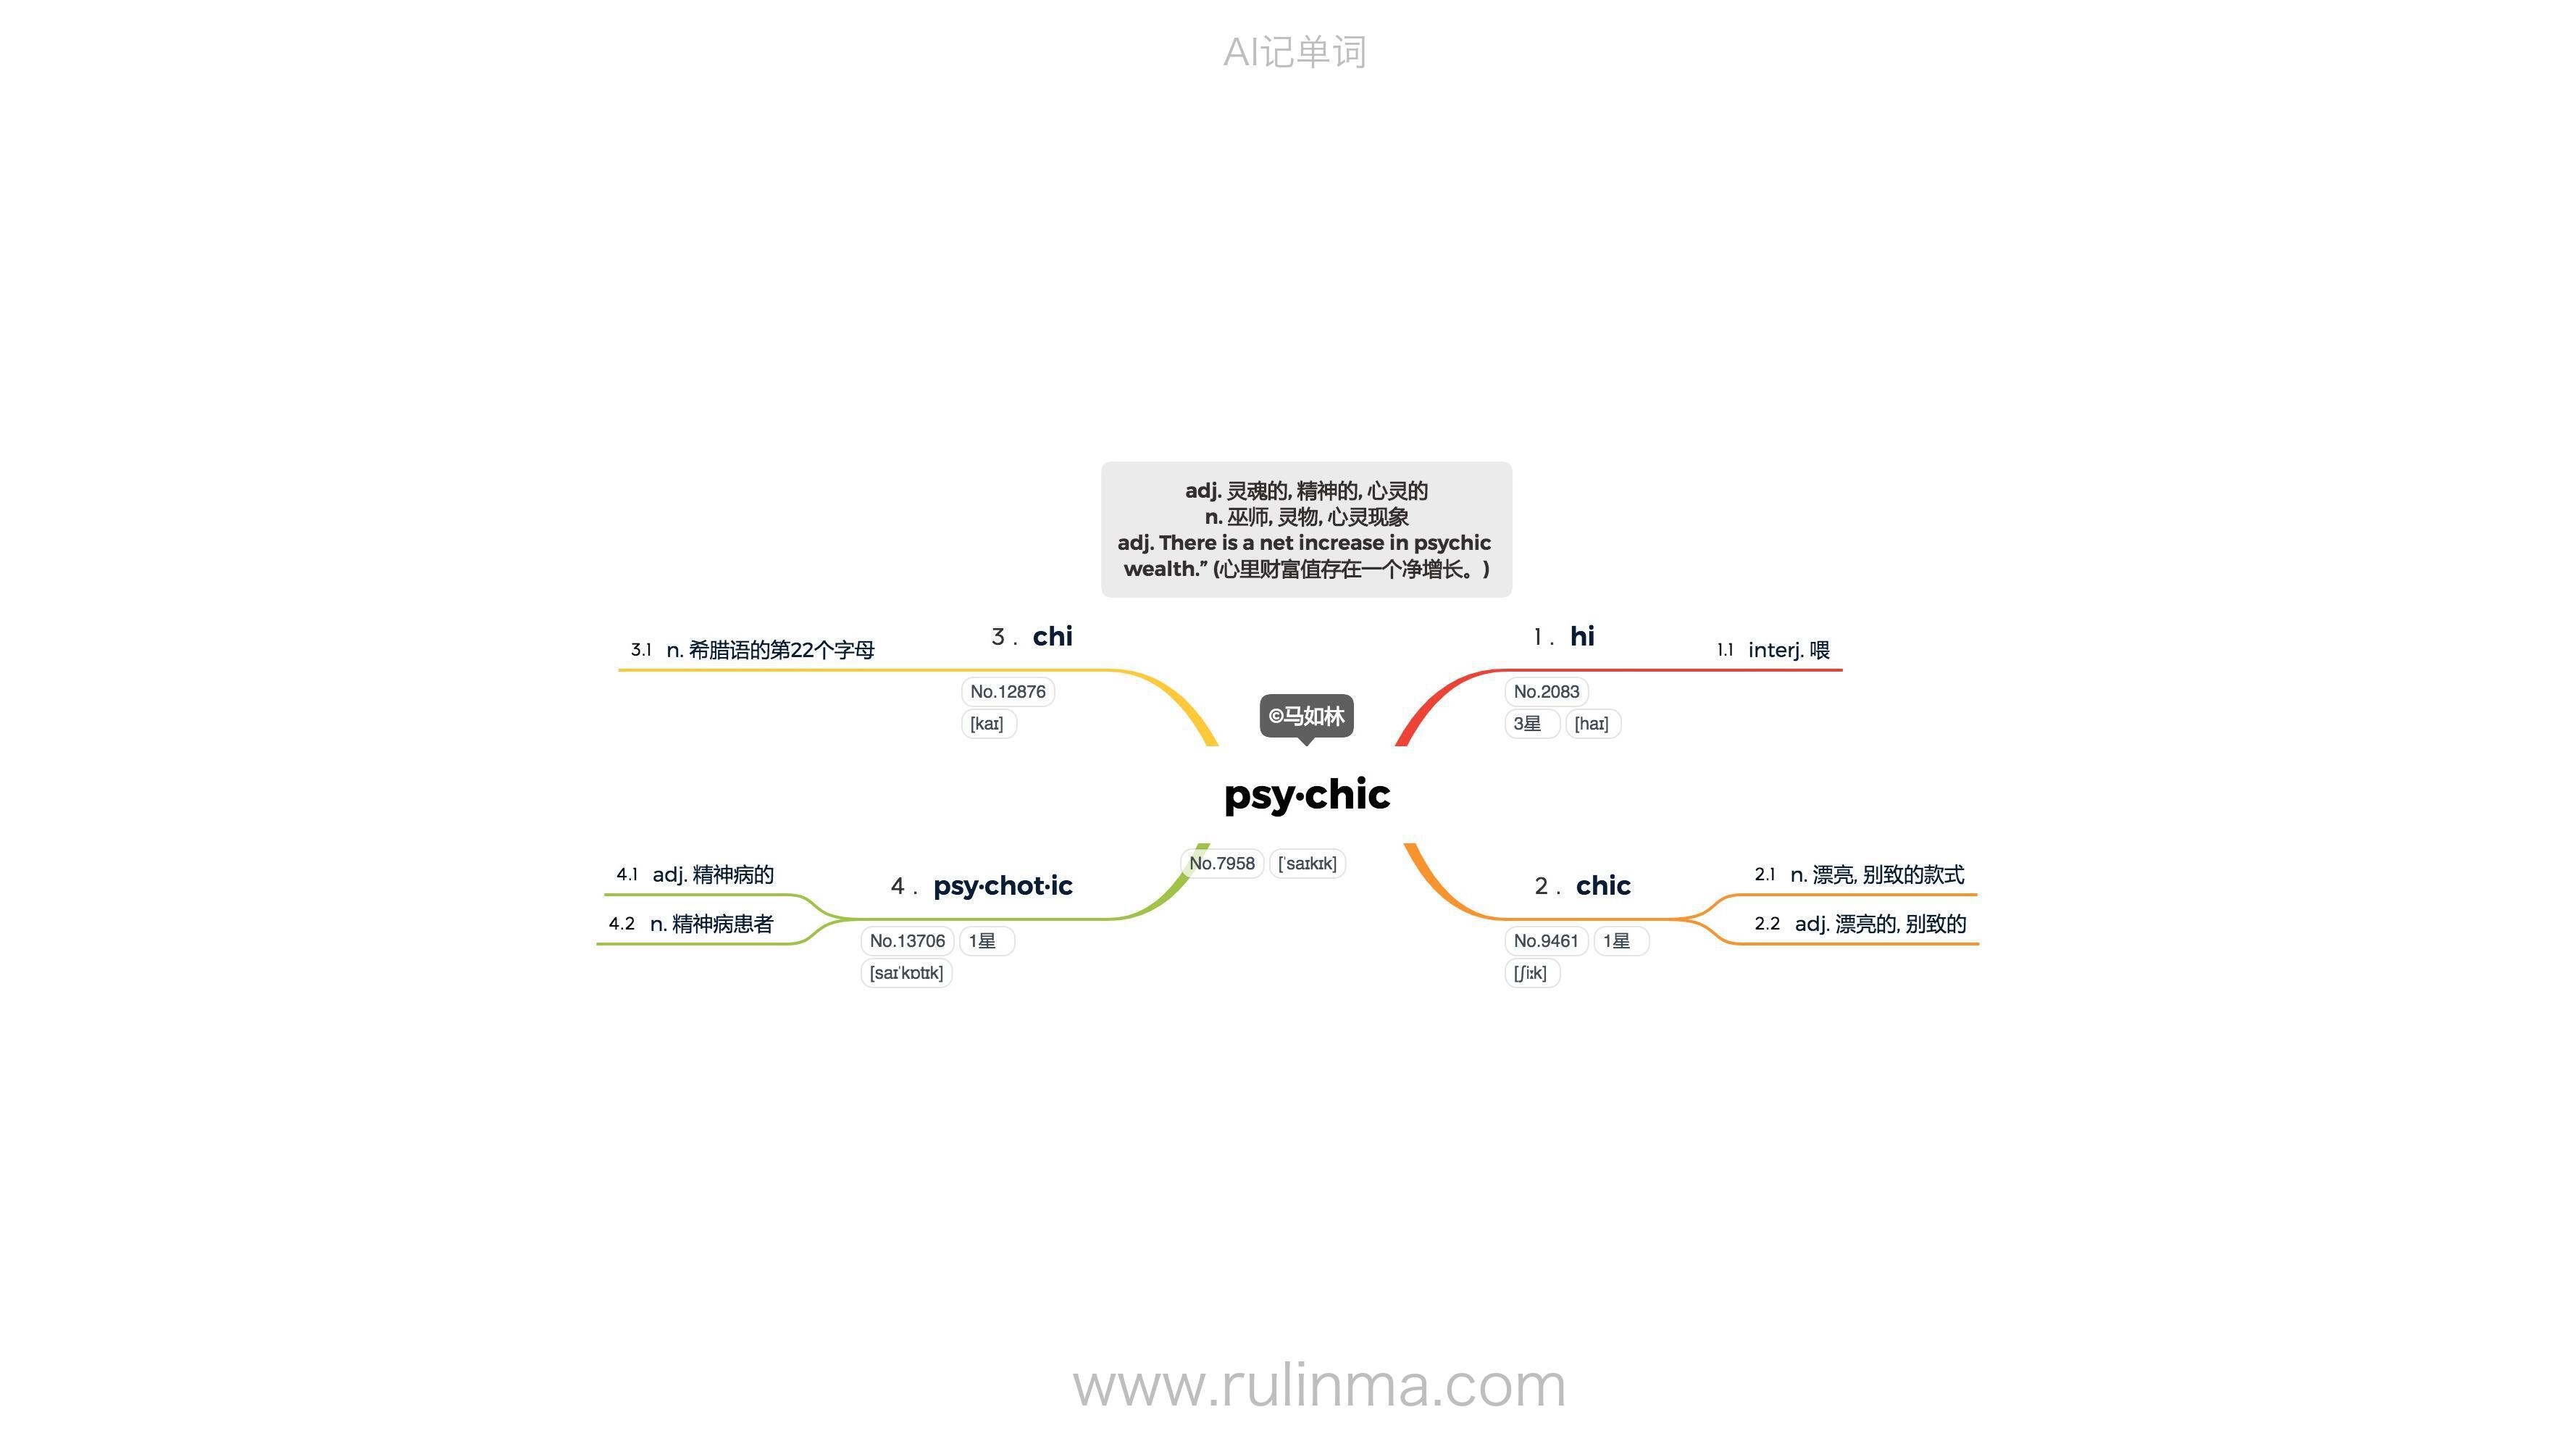 AI记单词
adj. 灵魂的, 精神的, 心灵的
n. 巫师, 灵物, 心灵现象
adj. There is a net increase in psychic
wealth.” (心里财富值存在一个净增长。)
©马如林
psy·chic
No.7958 [ˈsaɪkɪk]
1 . hi
No.2083
3星 [haɪ]
1.1 interj. 喂
2 . chic
No.9461 1星
[ʃiːk]
2.1 n. 漂亮, 别致的款式
2.2 adj. 漂亮的, 别致的
3 . chi
No.12876
[kaɪ]
3.1 n. 希腊语的第22个字母
4 . psy·chot·ic
No.13706 1星
[saɪˈkɒtɪk]
4.1 adj. 精神病的
4.2 n. 精神病患者
www.rulinma.com